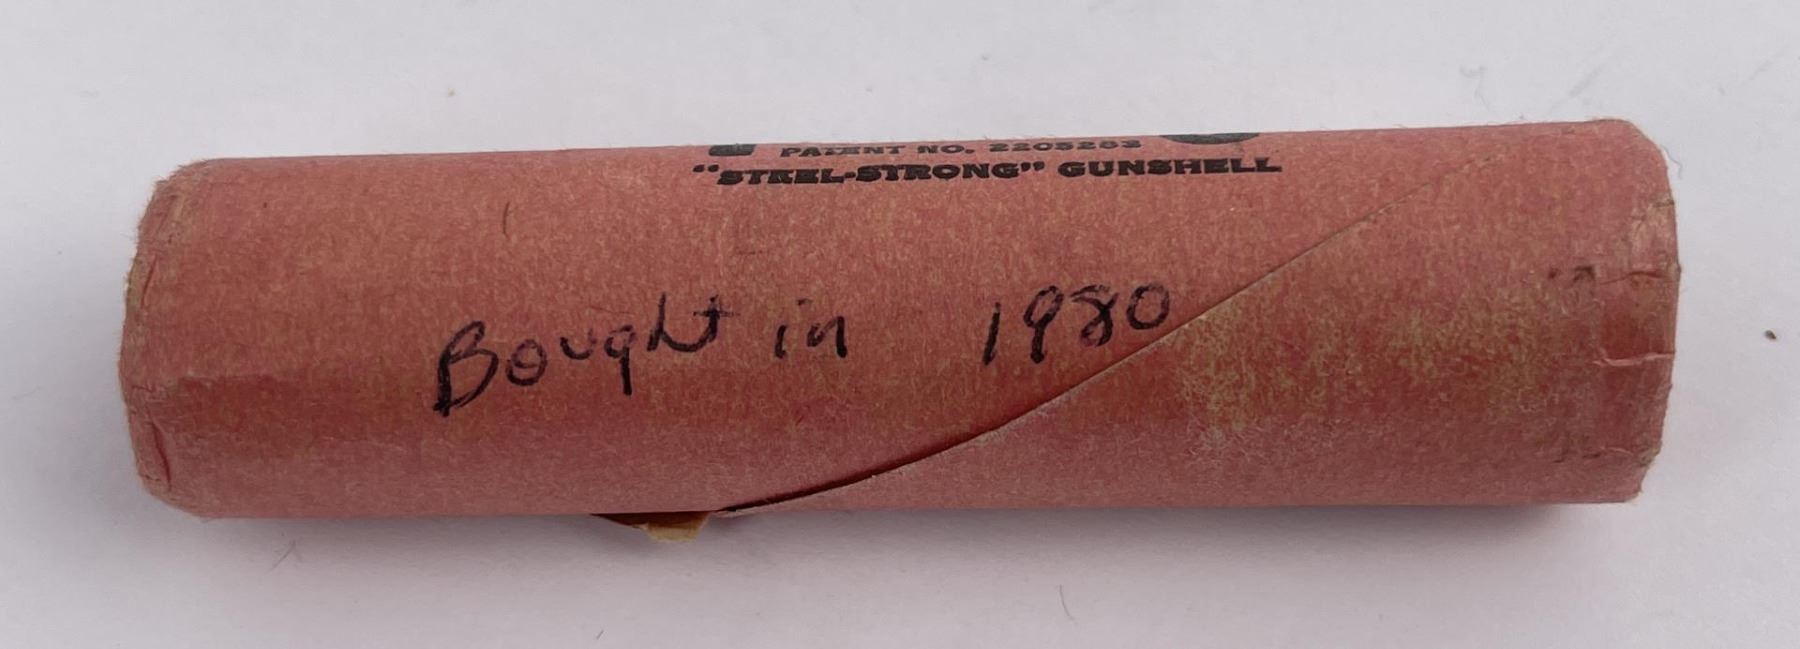 PATENT NO. 2205283
"STEEL-STRONG" GUNSHELL
Bought in 1980